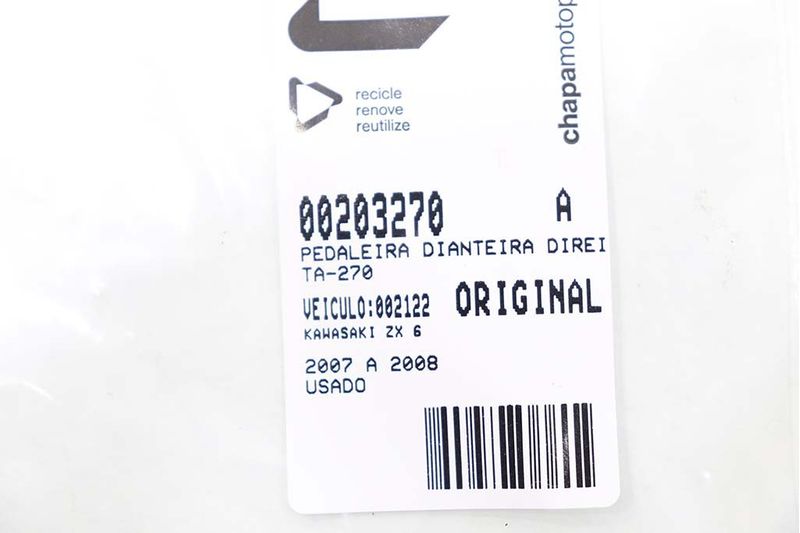 chapamotop
recicle
renove
reutilize
00203270 A
PEDALEIRA DIANTEIRA DIREI
TA-270
VEICULO:002122 ORIGINAL
KAWASAKI ZX 6
2007 A 2008
USADO